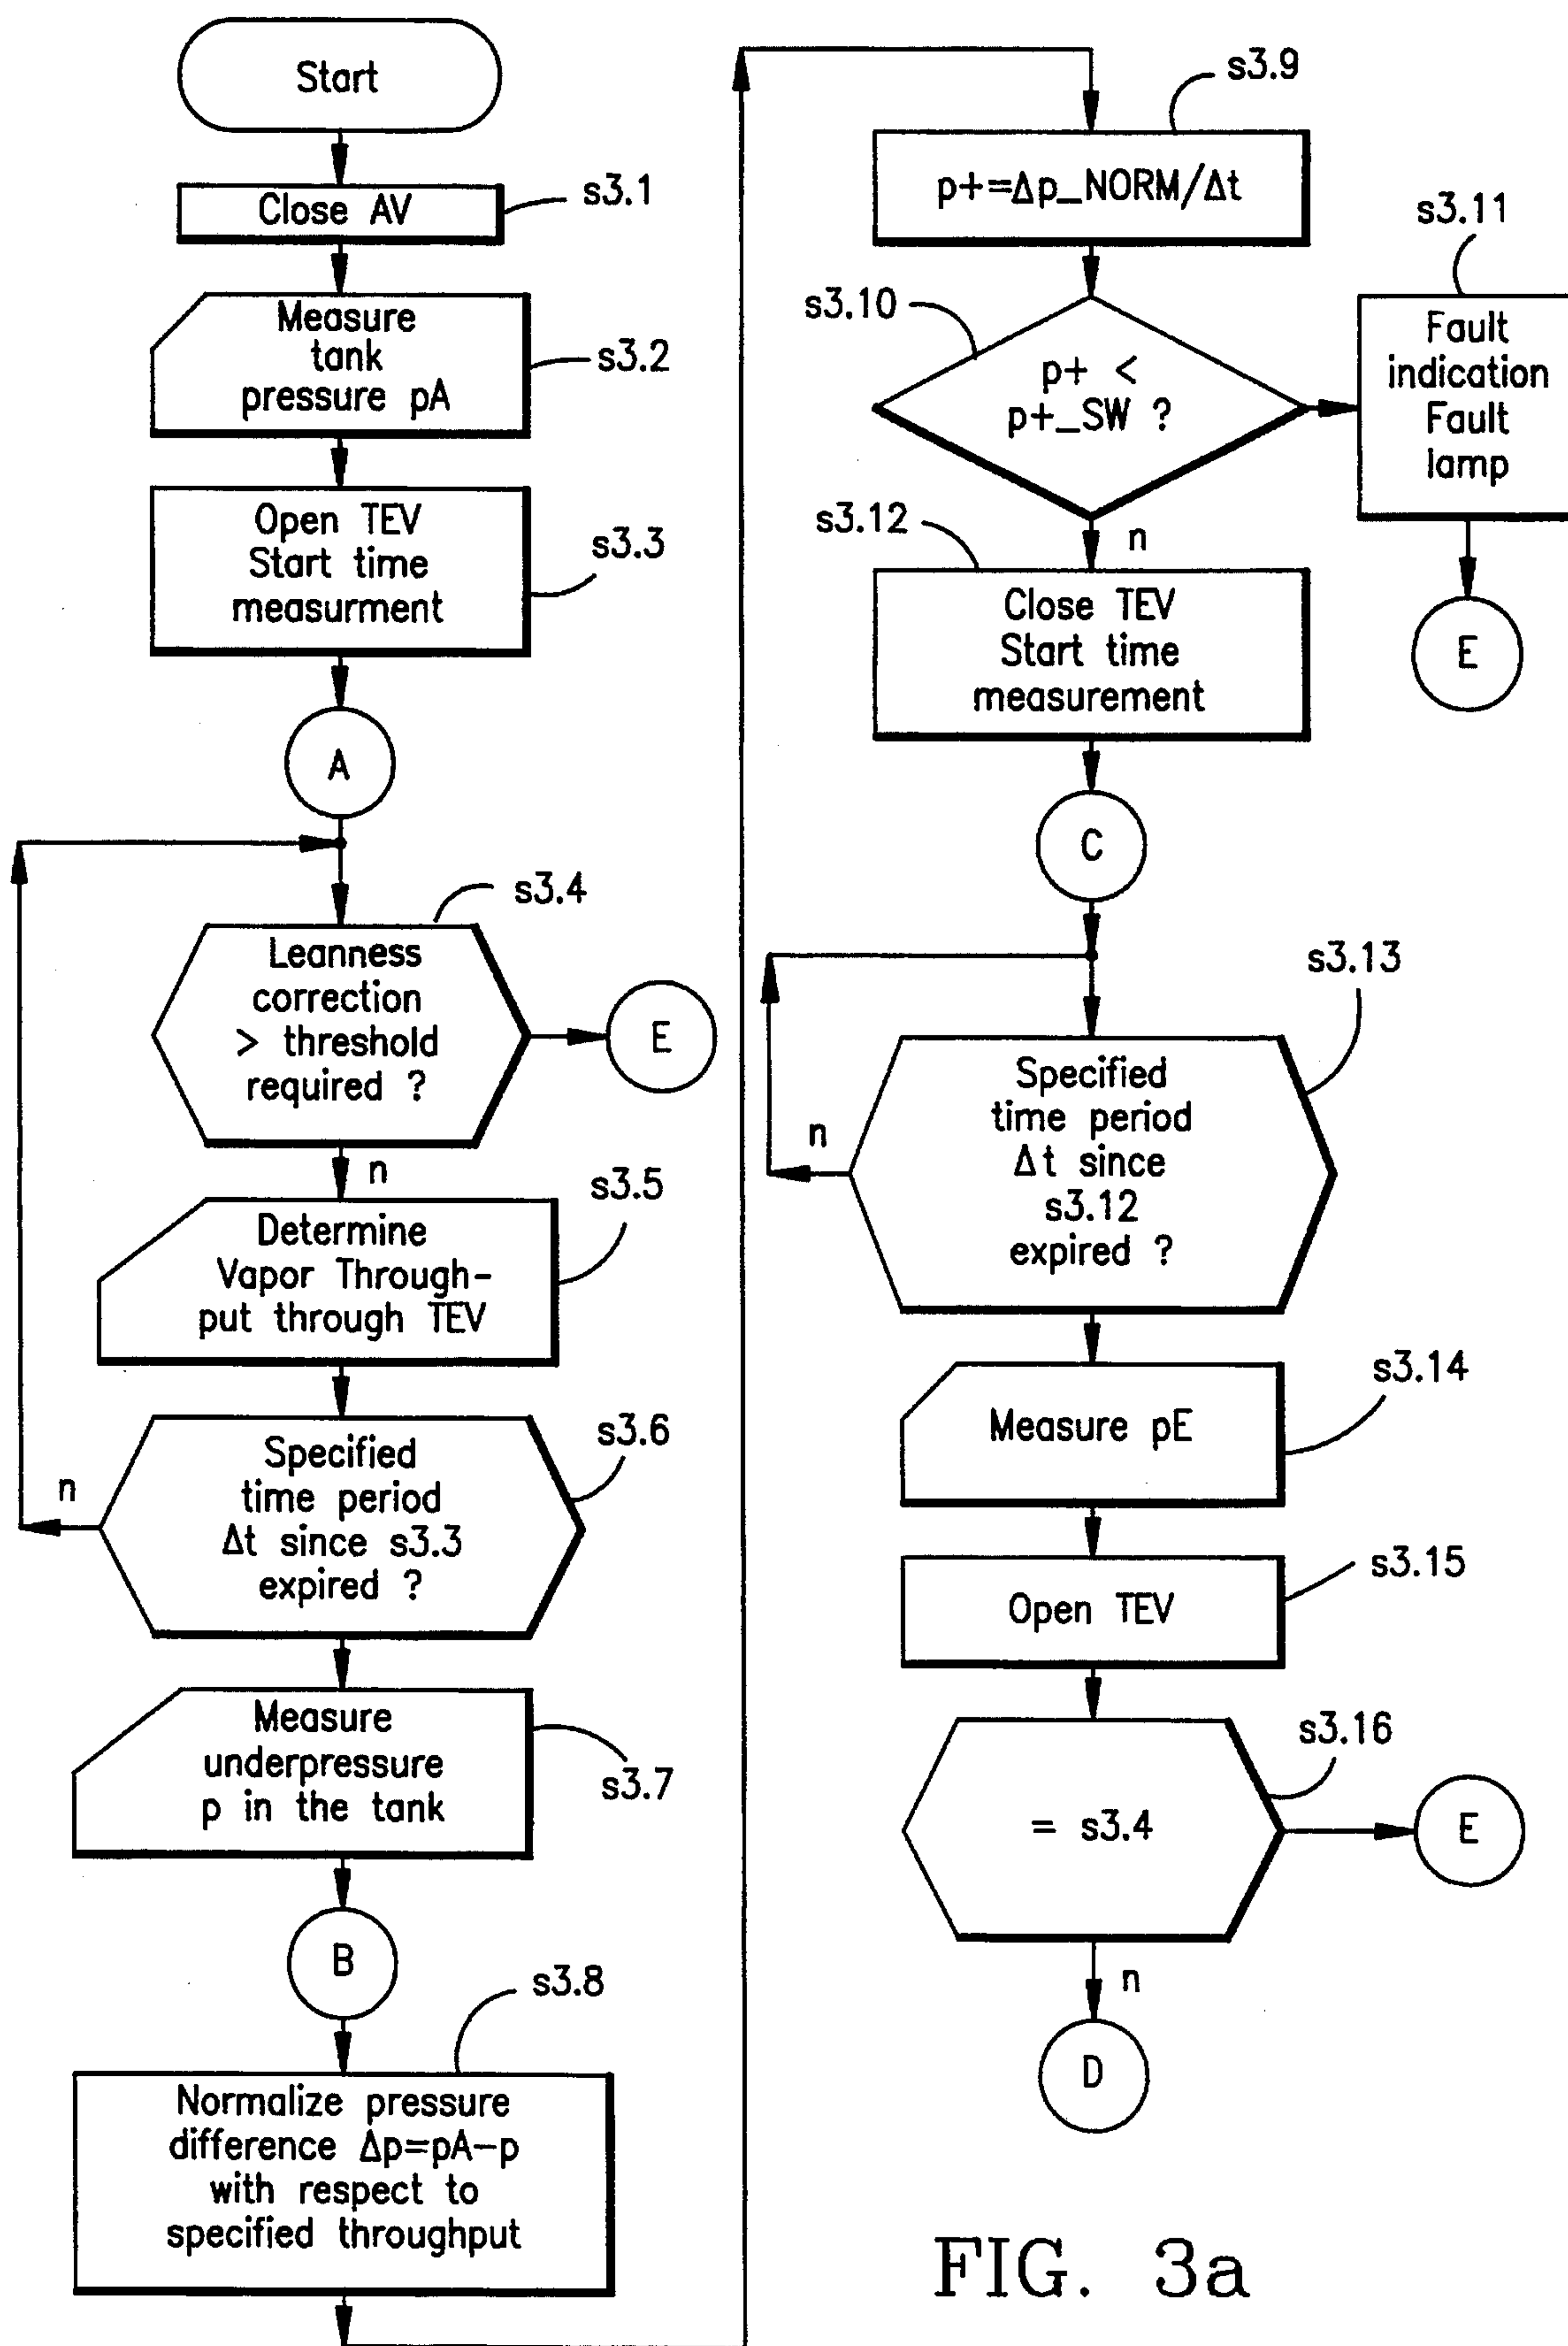 Start
Close AV
s3.1
Measure
tank
pressure pA
s3.2
Open TEV
Start time
measurment
s3.3
A
s3.4
Leanness
correction
> threshold
required ?
E
n
s3.5
Determine
Vapor Through-
put through TEV
s3.6
Specified
time period
Δt since s3.3
expired ?
n
Measure
underpressure
p in the tank
s3.7
B
s3.8
Normalize pressure
difference Δp=pA-p
with respect to
specified throughput
s3.9
p+=Δp_NORM/Δt
s3.10
p+ <
p+_SW ?
s3.11
Fault
indication
Fault
lamp
E
n
s3.12
Close TEV
Start time
measurement
C
s3.13
Specified
time period
Δt since
s3.12
expired ?
n
s3.14
Measure pE
s3.15
Open TEV
s3.16
= s3.4
E
n
D
FIG. 3a